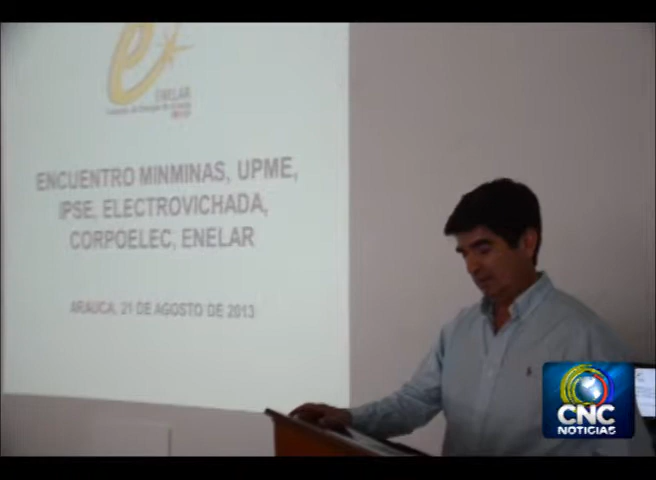 ENELAR
ENCUENTRO MINMINAS, UPME,
IPSE, ELECTROVICHADA,
CORPOELEC, ENELAR
ARAUCA, 21 DE AGOSTO DE 2013
CNC
NOTICIAS